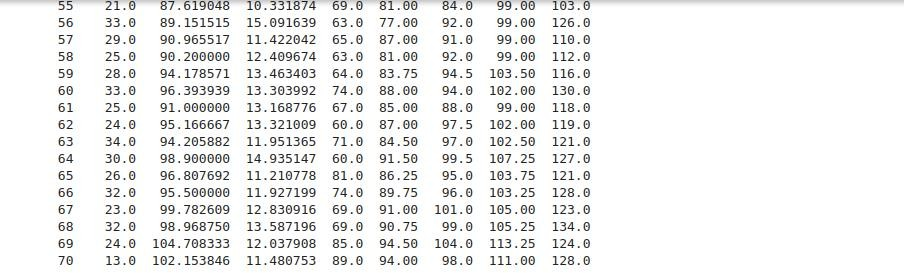 55 21.0 87.619048 10.331874 69.0 81.00 84.0 99.00 103.0
56 33.0 89.151515 15.091639 63.0 77.00 92.0 99.00 126.0
57 29.0 90.965517 11.422042 65.0 87.00 91.0 99.00 110.0
58 25.0 90.200000 12.409674 63.0 81.00 92.0 99.00 112.0
59 28.0 94.178571 13.463403 64.0 83.75 94.5 103.50 116.0
60 33.0 96.393939 13.303992 74.0 88.00 94.0 102.00 130.0
61 25.0 91.000000 13.168776 67.0 85.00 88.0 99.00 118.0
62 24.0 95.166667 13.321009 60.0 87.00 97.5 102.00 119.0
63 34.0 94.205882 11.951365 71.0 84.50 97.0 102.50 121.0
64 30.0 98.900000 14.935147 60.0 91.50 99.5 107.25 127.0
65 26.0 96.807692 11.210778 81.0 86.25 95.0 103.75 121.0
66 32.0 95.500000 11.927199 74.0 89.75 96.0 103.25 128.0
67 23.0 99.782609 12.830916 69.0 91.00 101.0 105.00 123.0
68 32.0 98.968750 13.587196 69.0 90.75 99.0 105.25 134.0
69 24.0 104.708333 12.037908 85.0 94.50 104.0 113.25 124.0
70 13.0 102.153846 11.480753 89.0 94.00 98.0 111.00 128.0